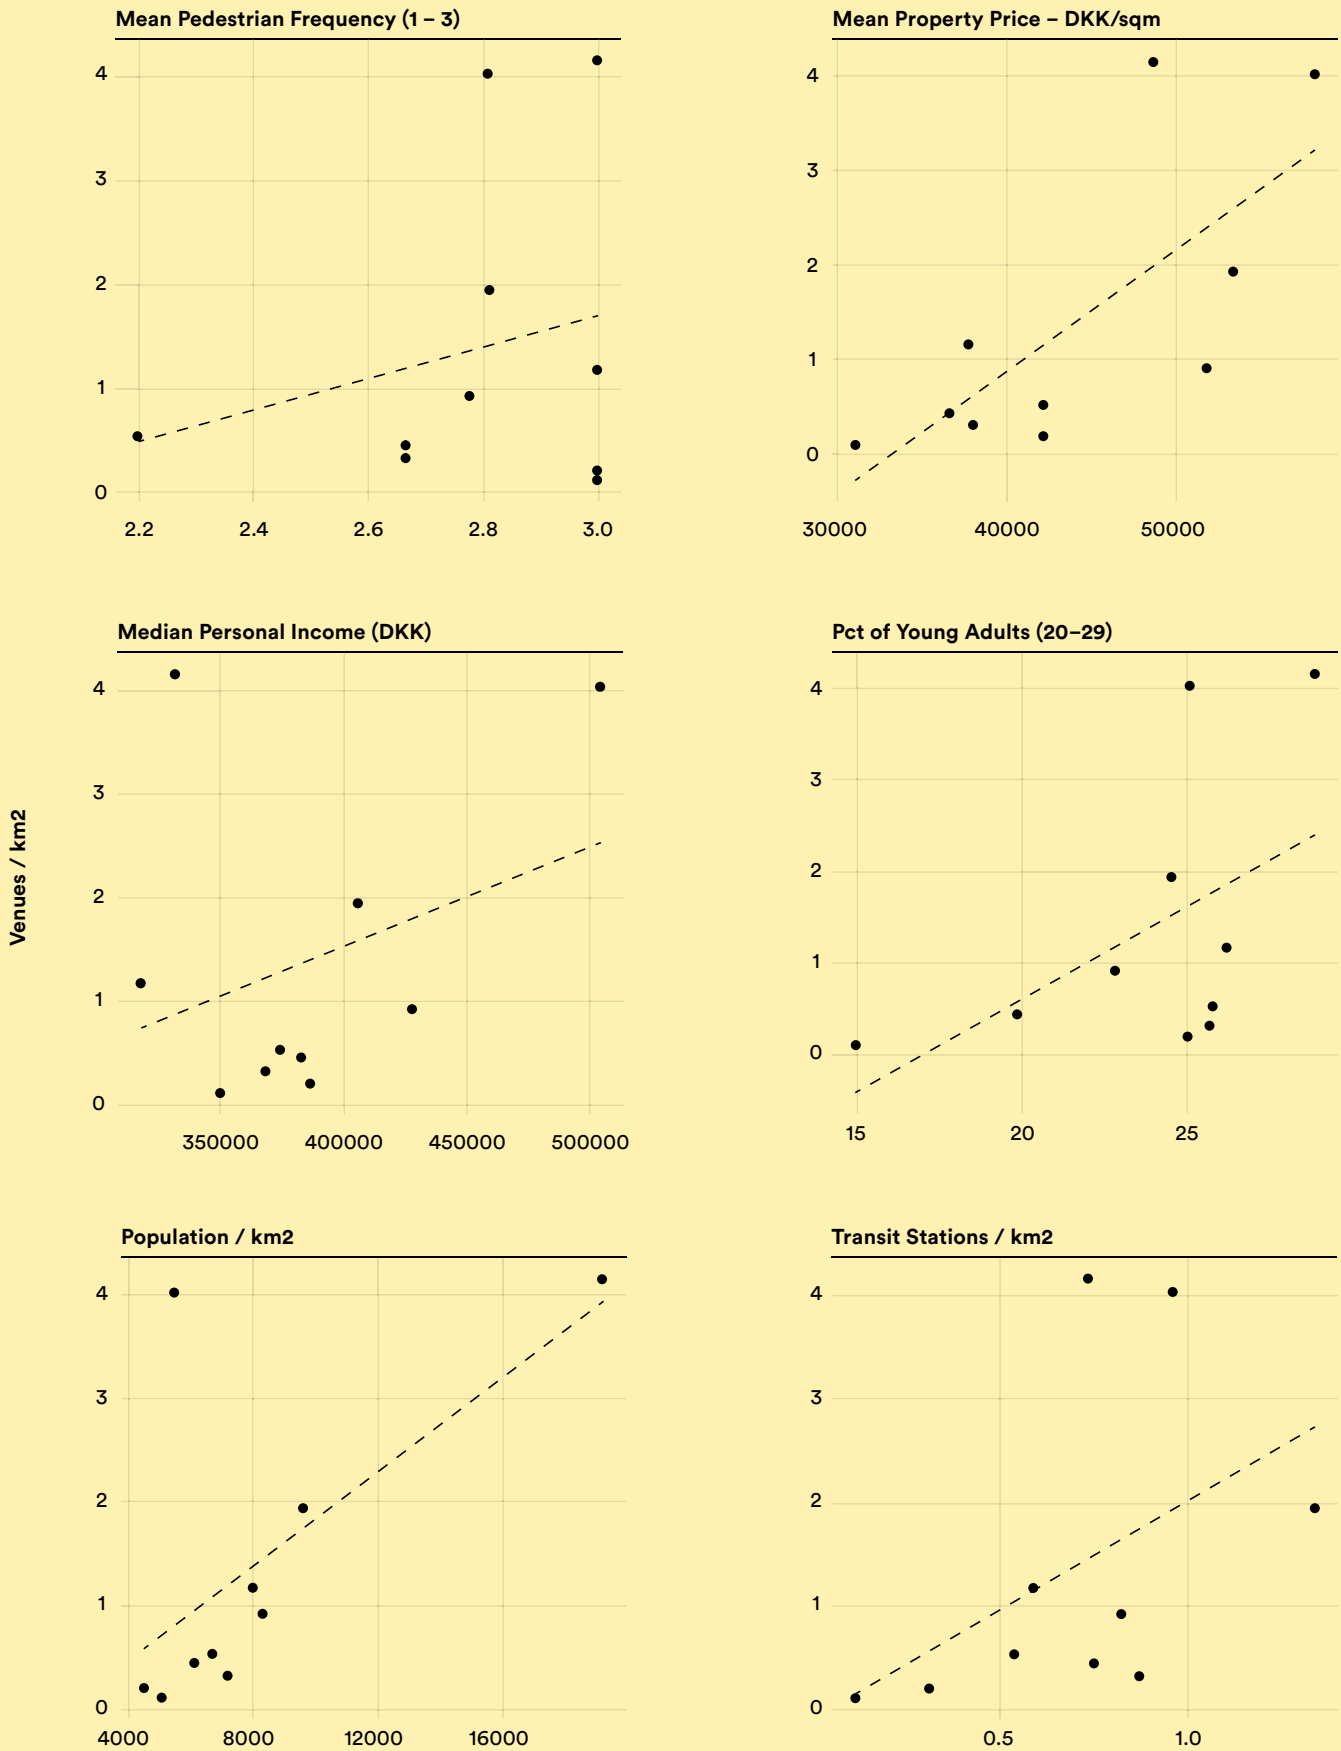 Mean Pedestrian Frequency (1 – 3)
4
3
2
1
0
2.2 2.4 2.6 2.8 3.0
Mean Property Price – DKK/sqm
4
3
2
1
0
30000 40000 50000
Venues / km2
Median Personal Income (DKK)
4
3
2
1
0
350000 400000 450000 500000
Pct of Young Adults (20–29)
4
3
2
1
0
15 20 25
Population / km2
4
3
2
1
0
4000 8000 12000 16000
Transit Stations / km2
4
3
2
1
0
0.5 1.0